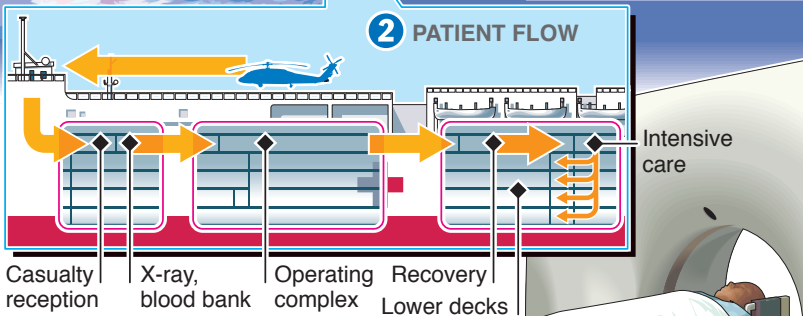 2 PATIENT FLOW
Intensive
care
Casualty
reception
X-ray,
blood bank
Operating
complex
Recovery
Lower decks